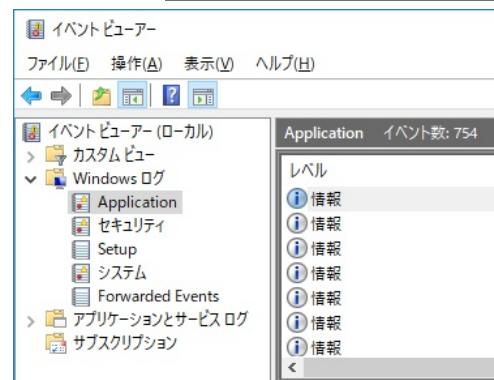 イベント ビューアー
ファイル(F) 操作(A) 表示(V) ヘルプ(H)
イベント ビューアー (ローカル)
カスタム ビュー
Windows ログ
Application
セキュリティ
Setup
システム
Forwarded Events
アプリケーションとサービス ログ
サブスクリプション
Application イベント数: 754
レベル
情報
情報
情報
情報
情報
情報
情報